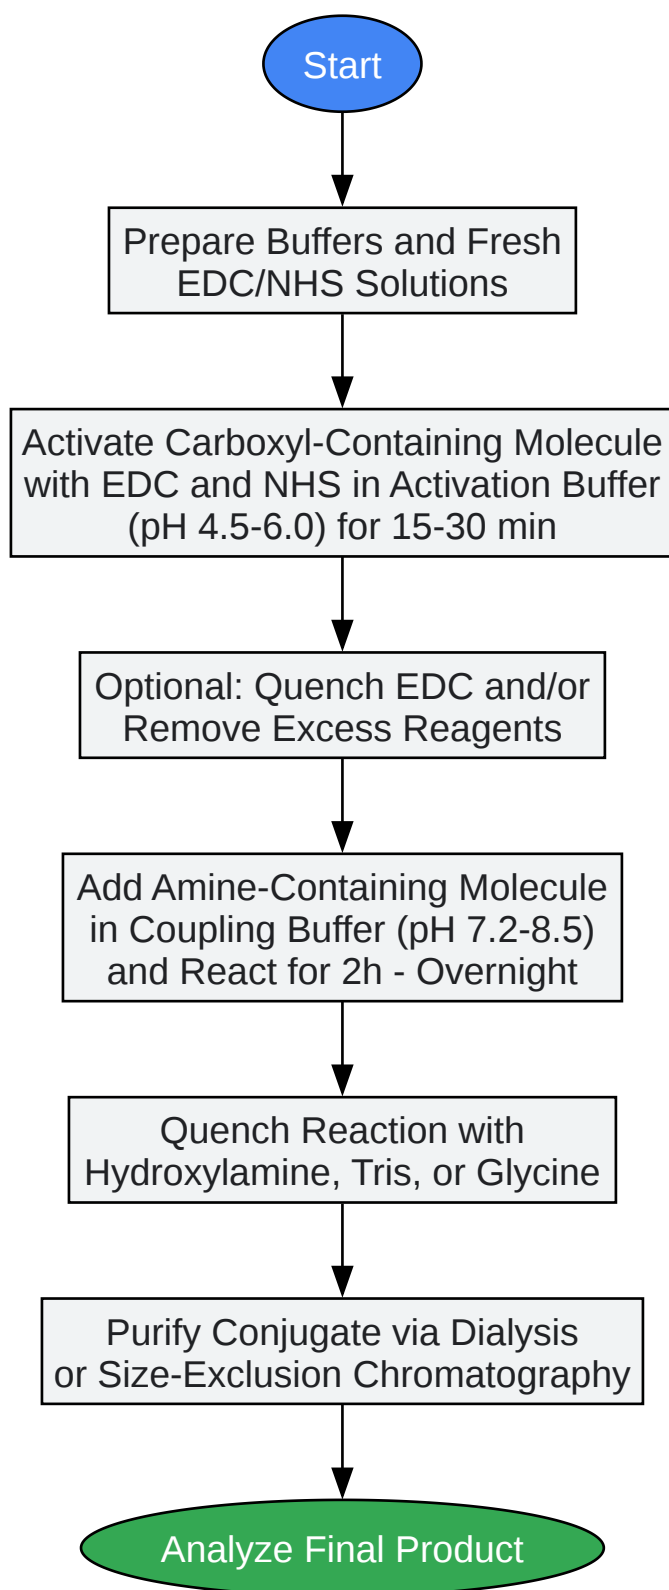 Start
Prepare Buffers and Fresh
EDC/NHS Solutions
Activate Carboxyl-Containing Molecule
with EDC and NHS in Activation Buffer
(pH 4.5-6.0) for 15-30 min
Optional: Quench EDC and/or
Remove Excess Reagents
Add Amine-Containing Molecule
in Coupling Buffer (pH 7.2-8.5)
and React for 2h - Overnight
Quench Reaction with
Hydroxylamine, Tris, or Glycine
Purify Conjugate via Dialysis
or Size-Exclusion Chromatography
Analyze Final Product